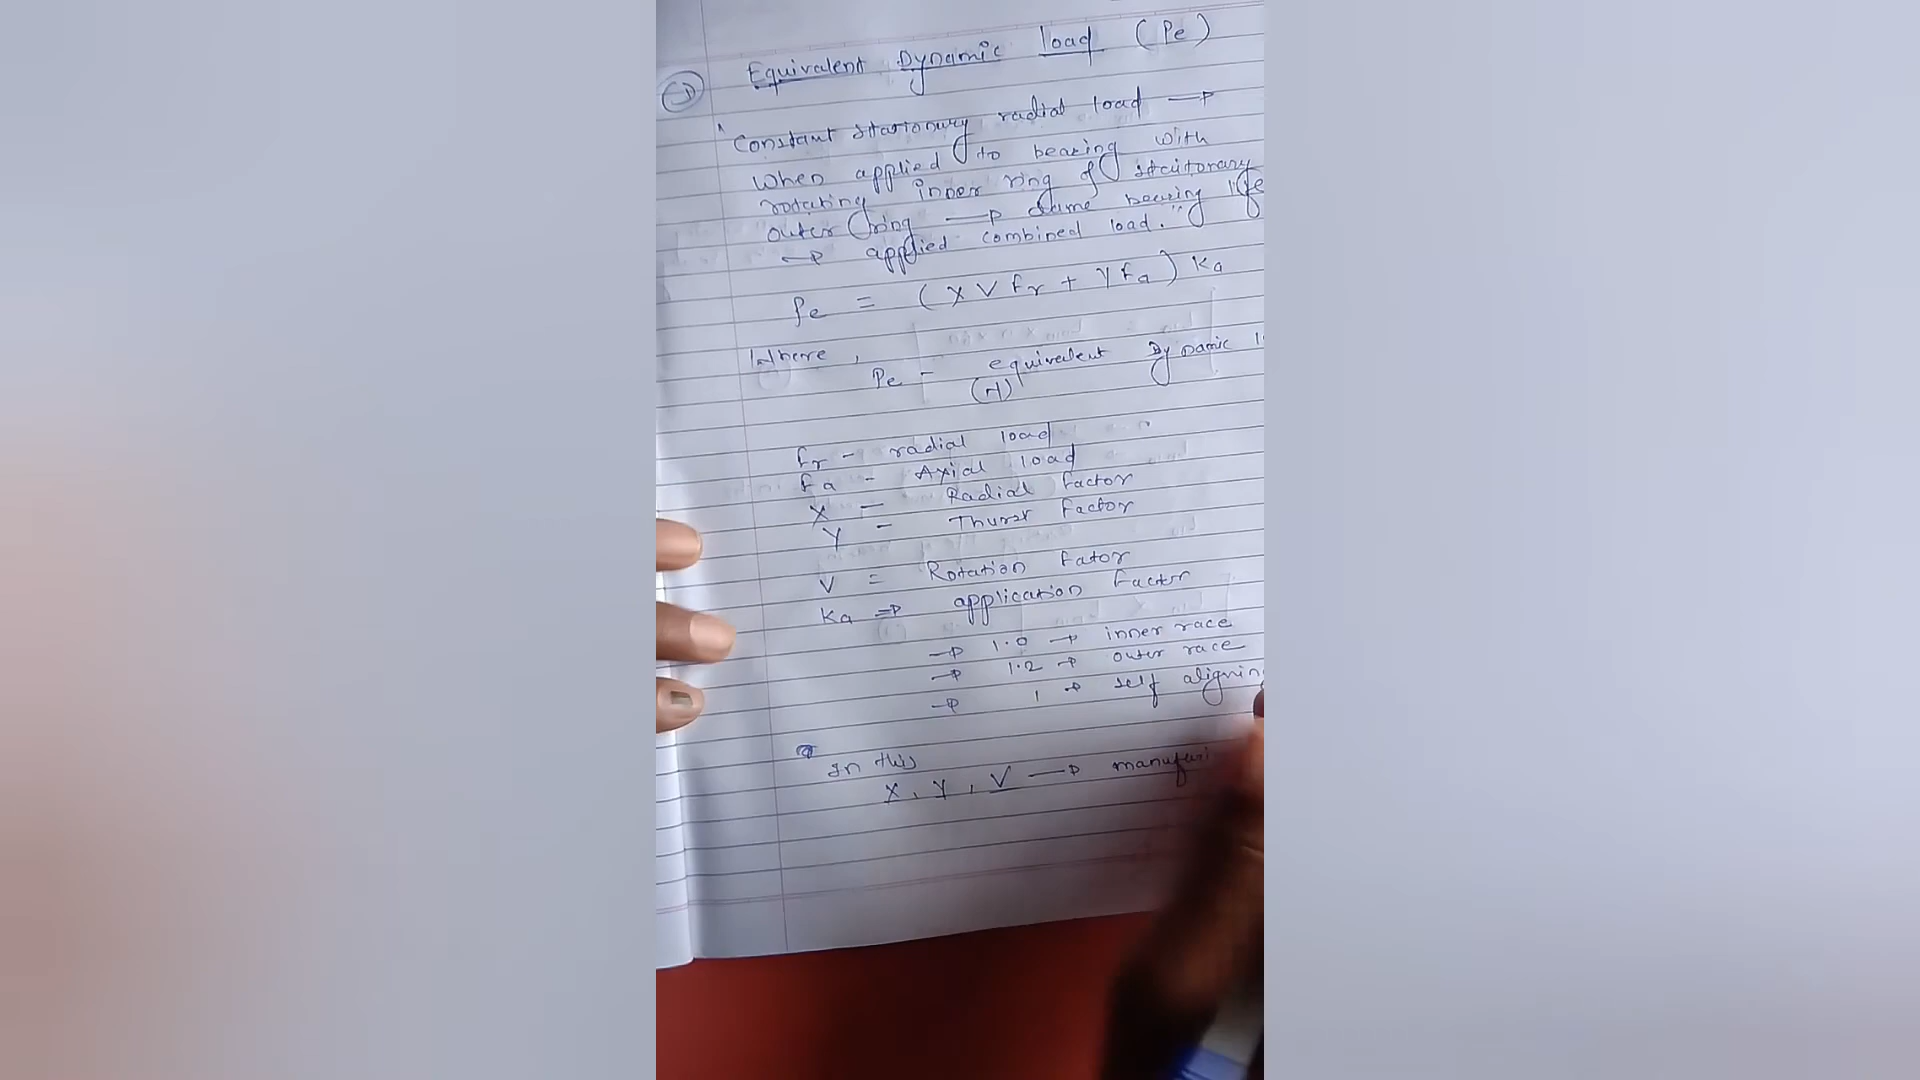 Equivalent Dynamic load (Pe)
"Constant stationary radial load →
when applied to bearing with
rotating inner ring & stationary
outer ring → same bearing life
→ applied combined load."
Pe = (X V Fr + Y Fa) Ka
Where,
Pe - equivalent Dynamic
(N)
Fr - radial load
Fa - Axial load
X - Radial factor
Y - Thurst factor
V = Rotation Fator
Ka ⇒ application factor
→ 1.0 → inner race
→ 1.2 → outer race
→ 1 → self aligning
In this
X, Y, V →